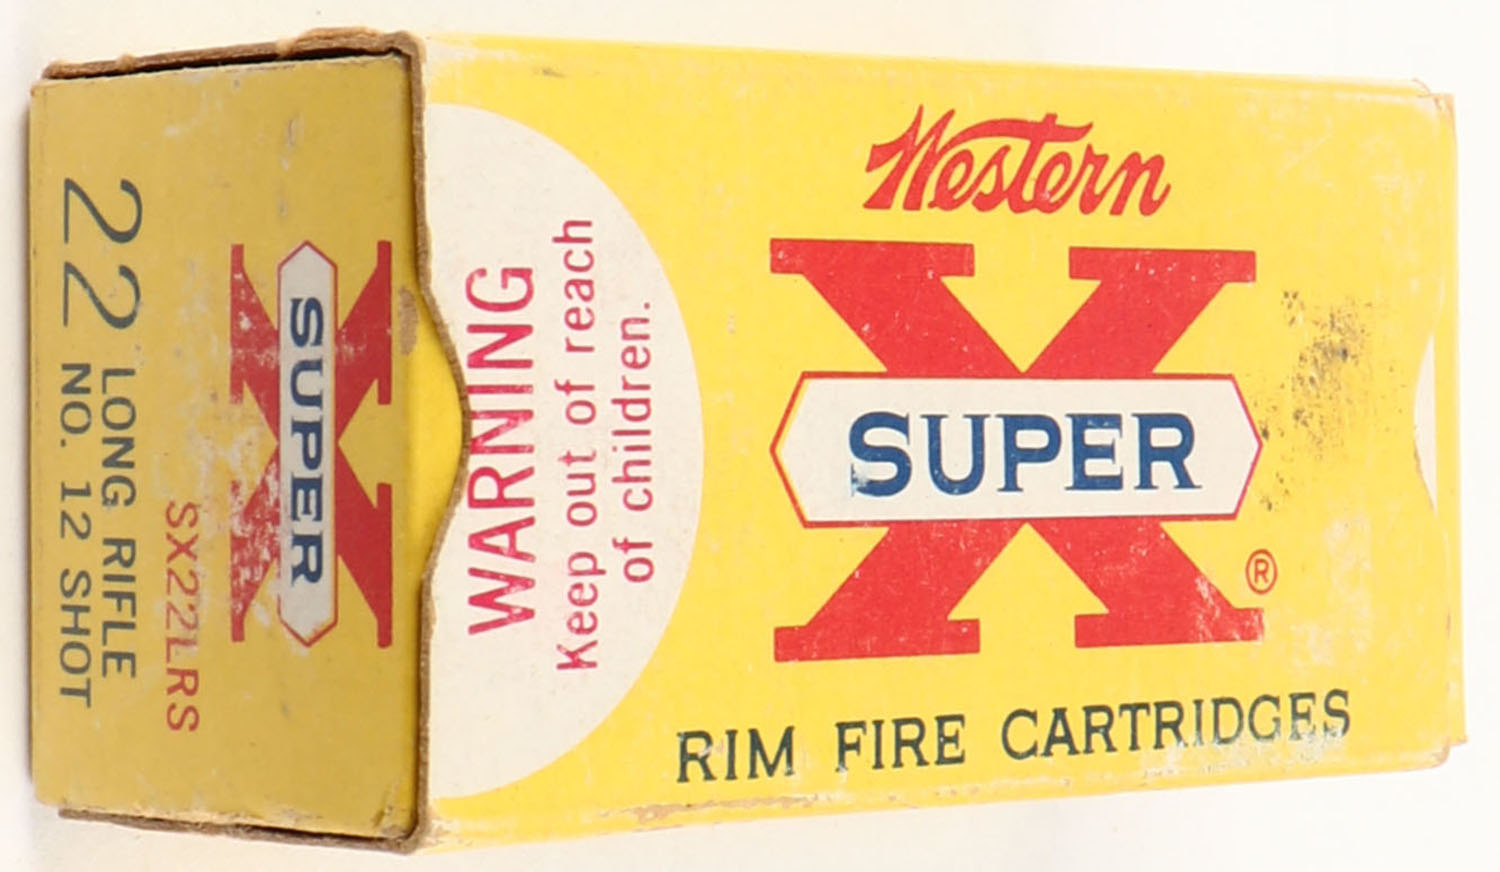 Western
X
SUPER
®
RIM FIRE CARTRIDGES
WARNING
Keep out of reach
of children.
X
SUPER
SX22LRS
22 LONG RIFLE
NO. 12 SHOT